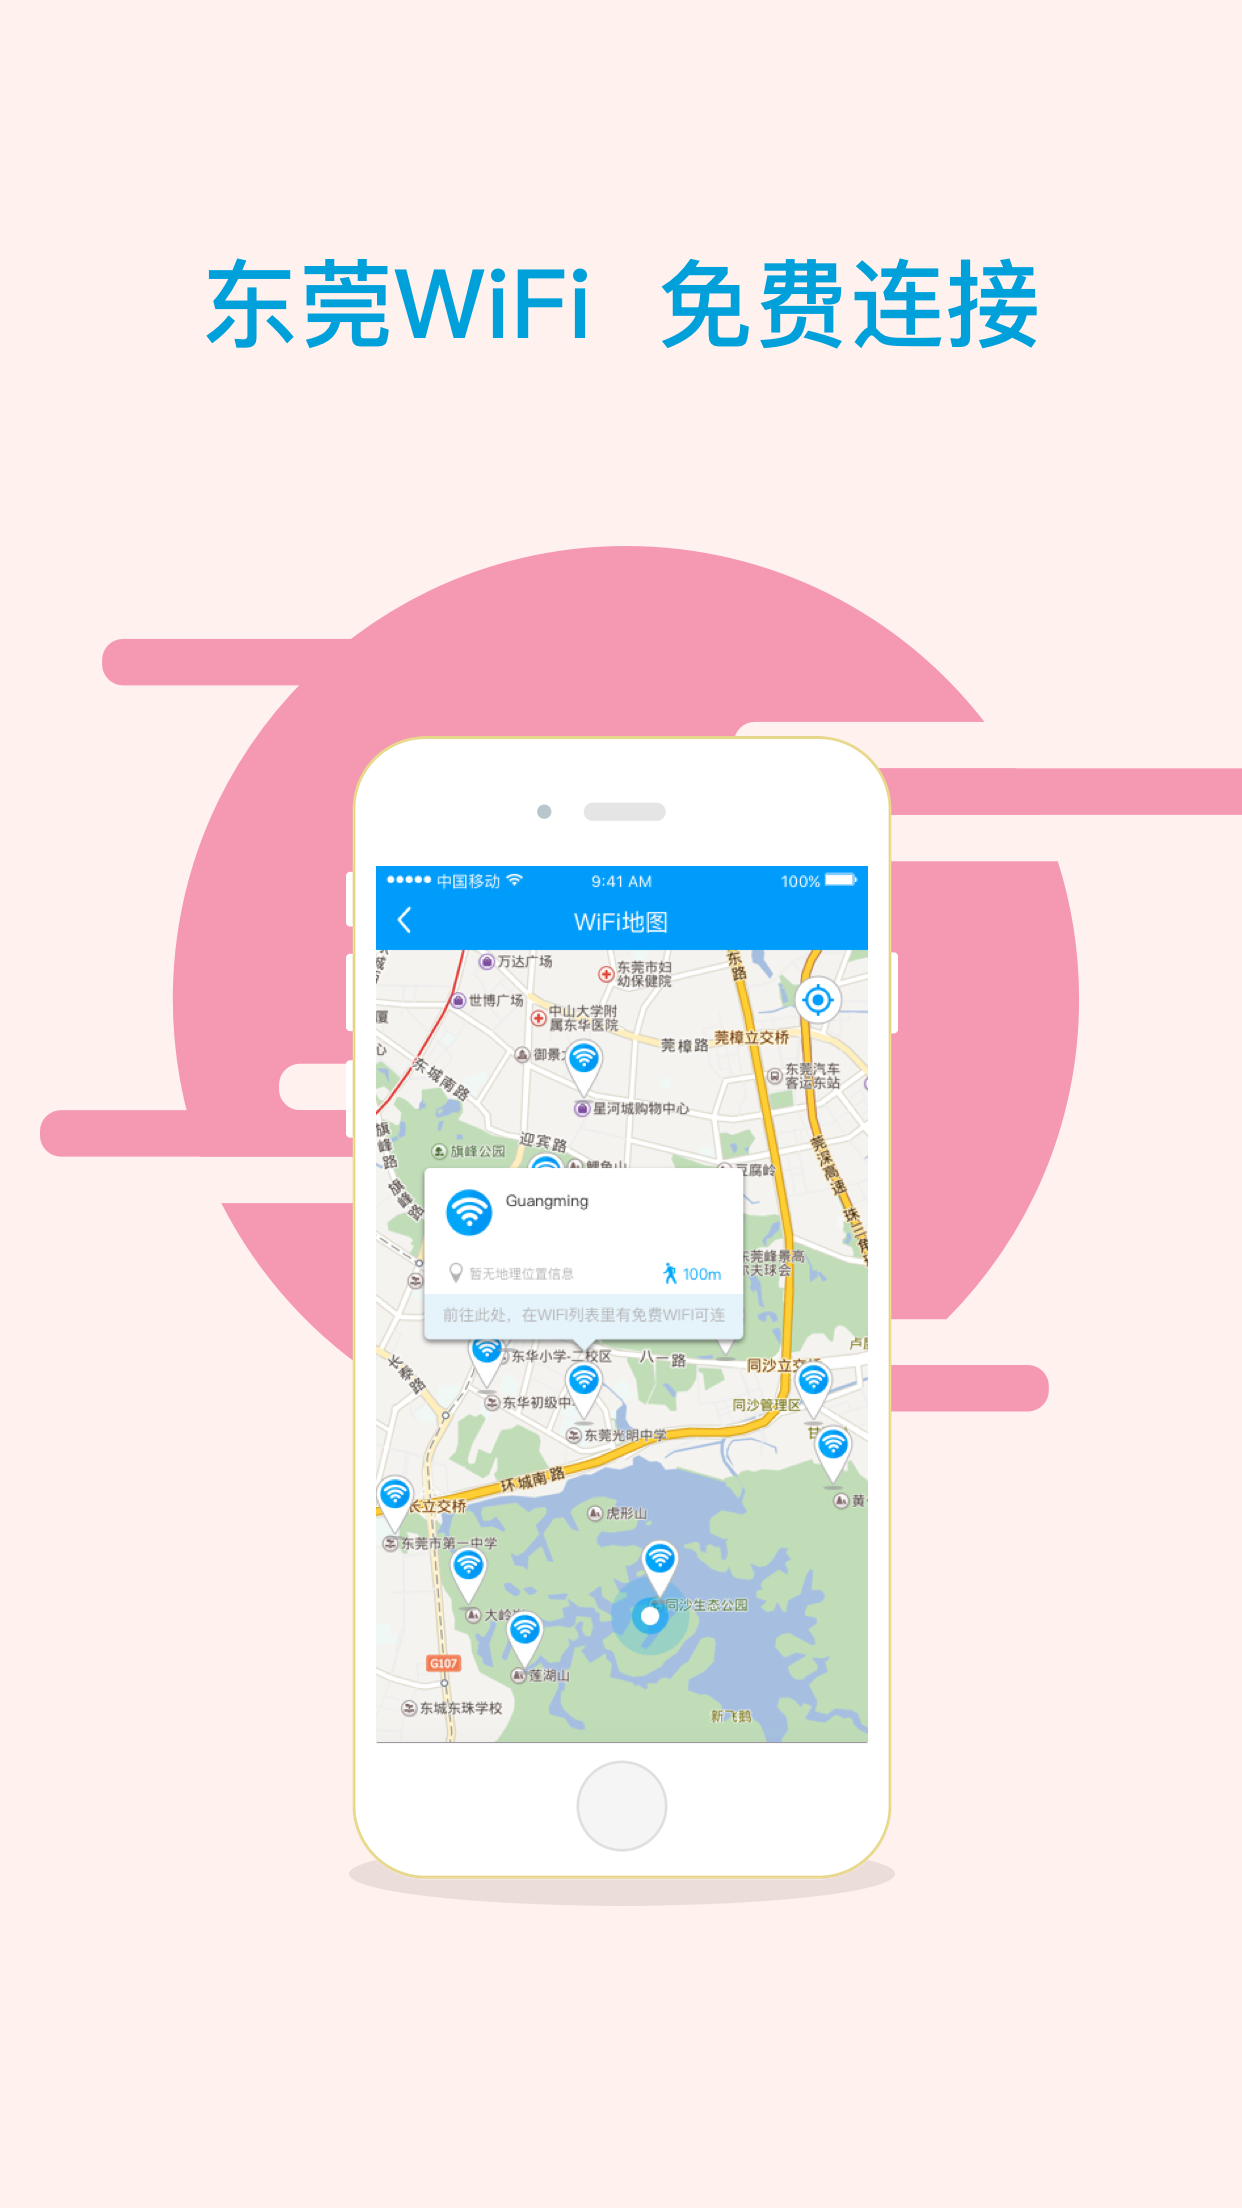 东莞WiFi 免费连接
中国移动 9:41 AM 100%
WiFi地图
万达广场
东莞市妇
幼保健院
东路
世博广场
中山大学附
属东华医院
厦
心
御景
莞樟路
莞樟立交桥
东莞汽车
客运东站
东城南路
星河城购物中心
旗峰路
旗峰公园
迎宾路
鲤鱼山
豆腐岭
莞深高速
旗峰路
珠三角
Guangming
暂无地理位置信息
100m
前往此处，在WIFI列表里有免费WIFI可连
东莞峰景高
尔夫球会
东华小学-二校区
八一路
同沙立交桥
长泰路
东华初级中
同沙管理区
东莞光明中学
甘
环城南路
长立交桥
虎形山
黄
东莞市第一中学
大岭
同沙生态公园
G107
莲湖山
东城东珠学校
新飞鹅